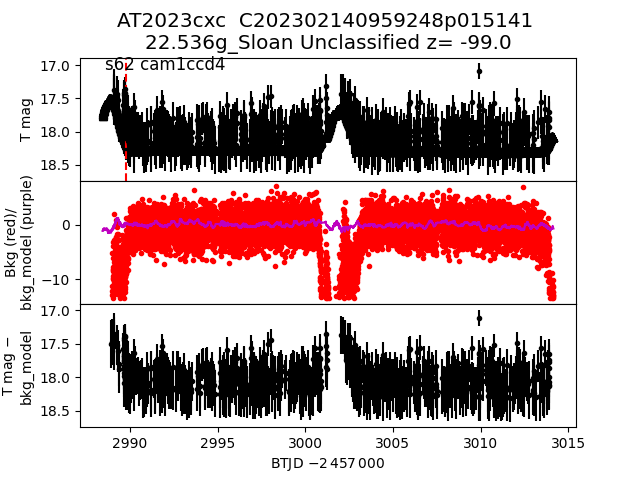 AT2023cxc  C202302140959248p015141
22.536g_Sloan Unclassified z= -99.0
s62 cam1ccd4
17.0
17.5
18.0
18.5
T mag
0
−10
Bkg (red)/
bkg_model (purple)
17.0
17.5
18.0
18.5
T mag −
bkg_model
2990
2995
3000
3005
3010
3015
BTJD −2 457 000